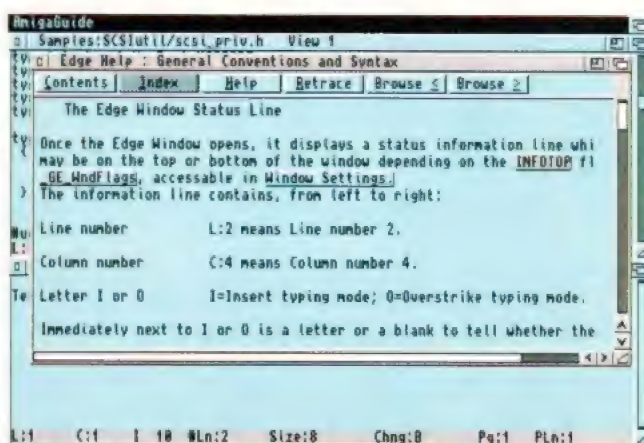 AmigaGuide
Samples:SCSIutil/scsi_priv.h View 1
Edge Help : General Conventions and Syntax
Contents Index Help Retrace Browse < Browse >
The Edge Window Status Line
Once the Edge Window opens, it displays a status information line whi
may be on the top or bottom of the window depending on the INFOTOP fl
_GE_WndFlags, accessable in Window Settings.
The information line contains, from left to right:
Line number L:2 means Line number 2.
Column number C:4 means Column number 4.
Letter I or O I=Insert typing mode; O=Overstrike typing mode.
Immediately next to I or O is a letter or a blank to tell whether the
L:1 C:1 I 10 #Ln:2 Size:8 Chng:8 Pg:1 PLn:1